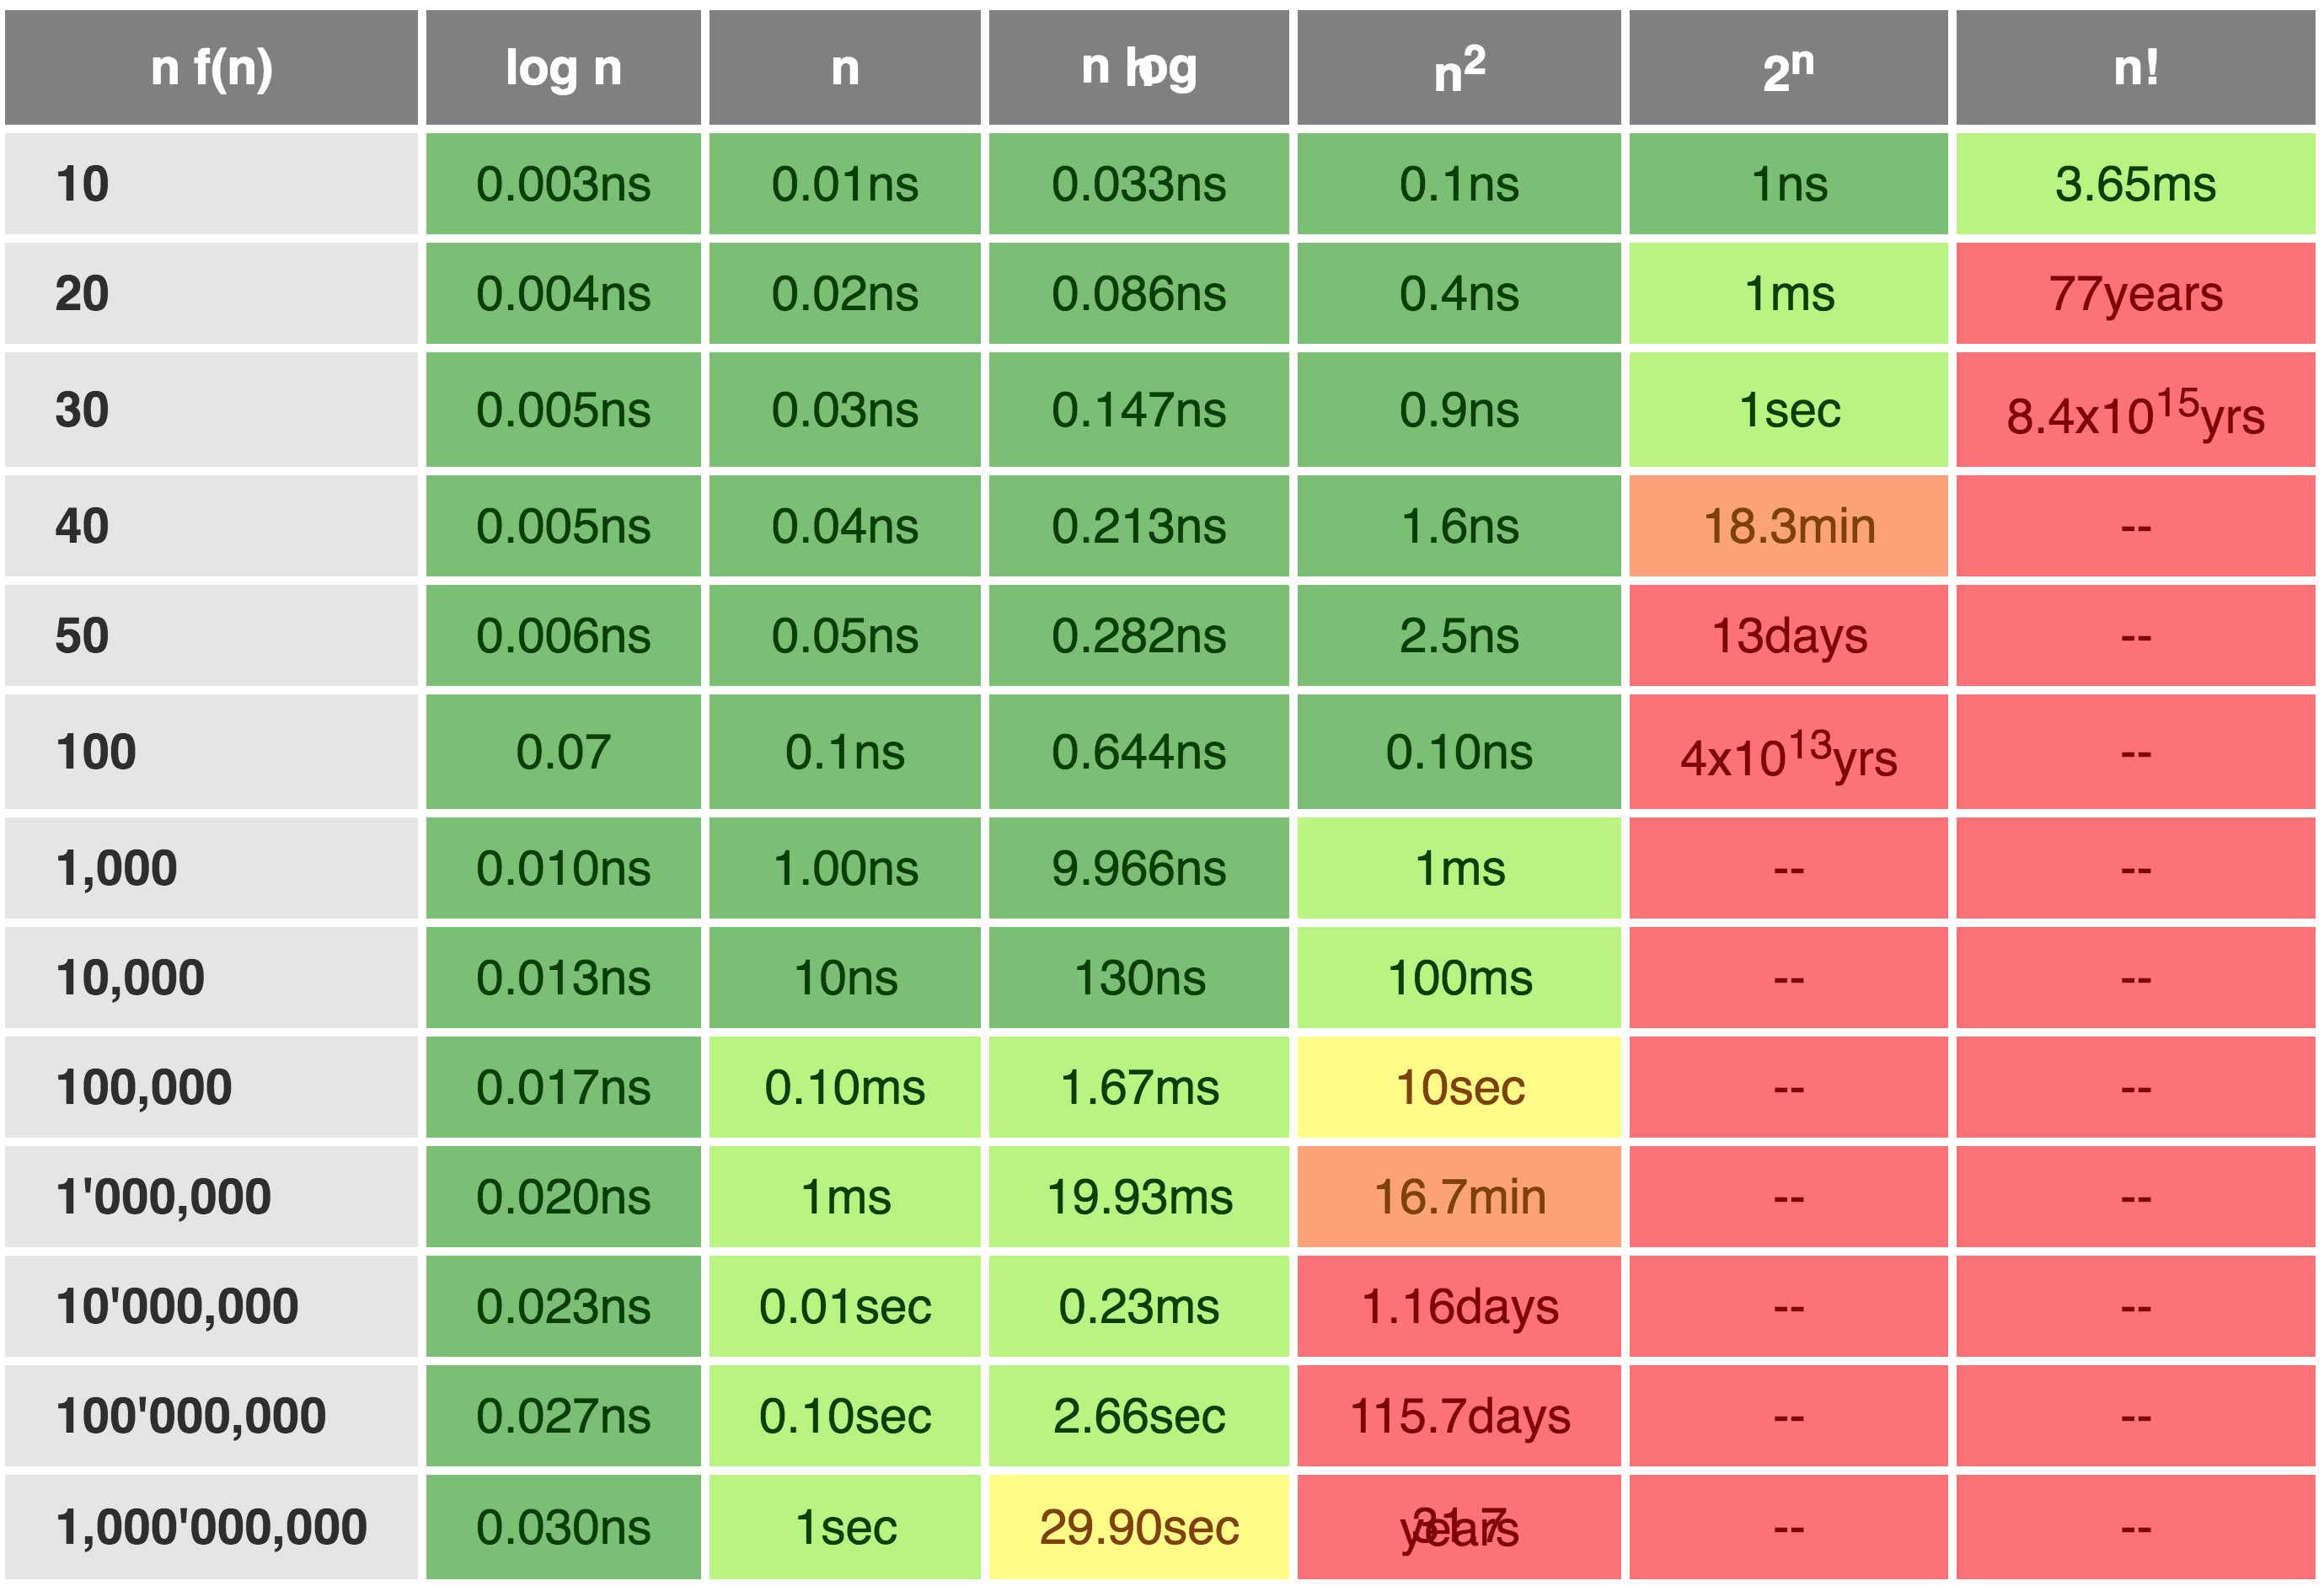 n f(n) log n n n log n n² 2ⁿ n!
10 0.003ns 0.01ns 0.033ns 0.1ns 1ns 3.65ms
20 0.004ns 0.02ns 0.086ns 0.4ns 1ms 77years
30 0.005ns 0.03ns 0.147ns 0.9ns 1sec 8.4x10¹⁵yrs
40 0.005ns 0.04ns 0.213ns 1.6ns 18.3min --
50 0.006ns 0.05ns 0.282ns 2.5ns 13days --
100 0.07 0.1ns 0.644ns 0.10ns 4x10¹³yrs --
1,000 0.010ns 1.00ns 9.966ns 1ms -- --
10,000 0.013ns 10ns 130ns 100ms -- --
100,000 0.017ns 0.10ms 1.67ms 10sec -- --
1'000,000 0.020ns 1ms 19.93ms 16.7min -- --
10'000,000 0.023ns 0.01sec 0.23ms 1.16days -- --
100'000,000 0.027ns 0.10sec 2.66sec 115.7days -- --
1,000'000,000 0.030ns 1sec 29.90sec 31.7 years -- --